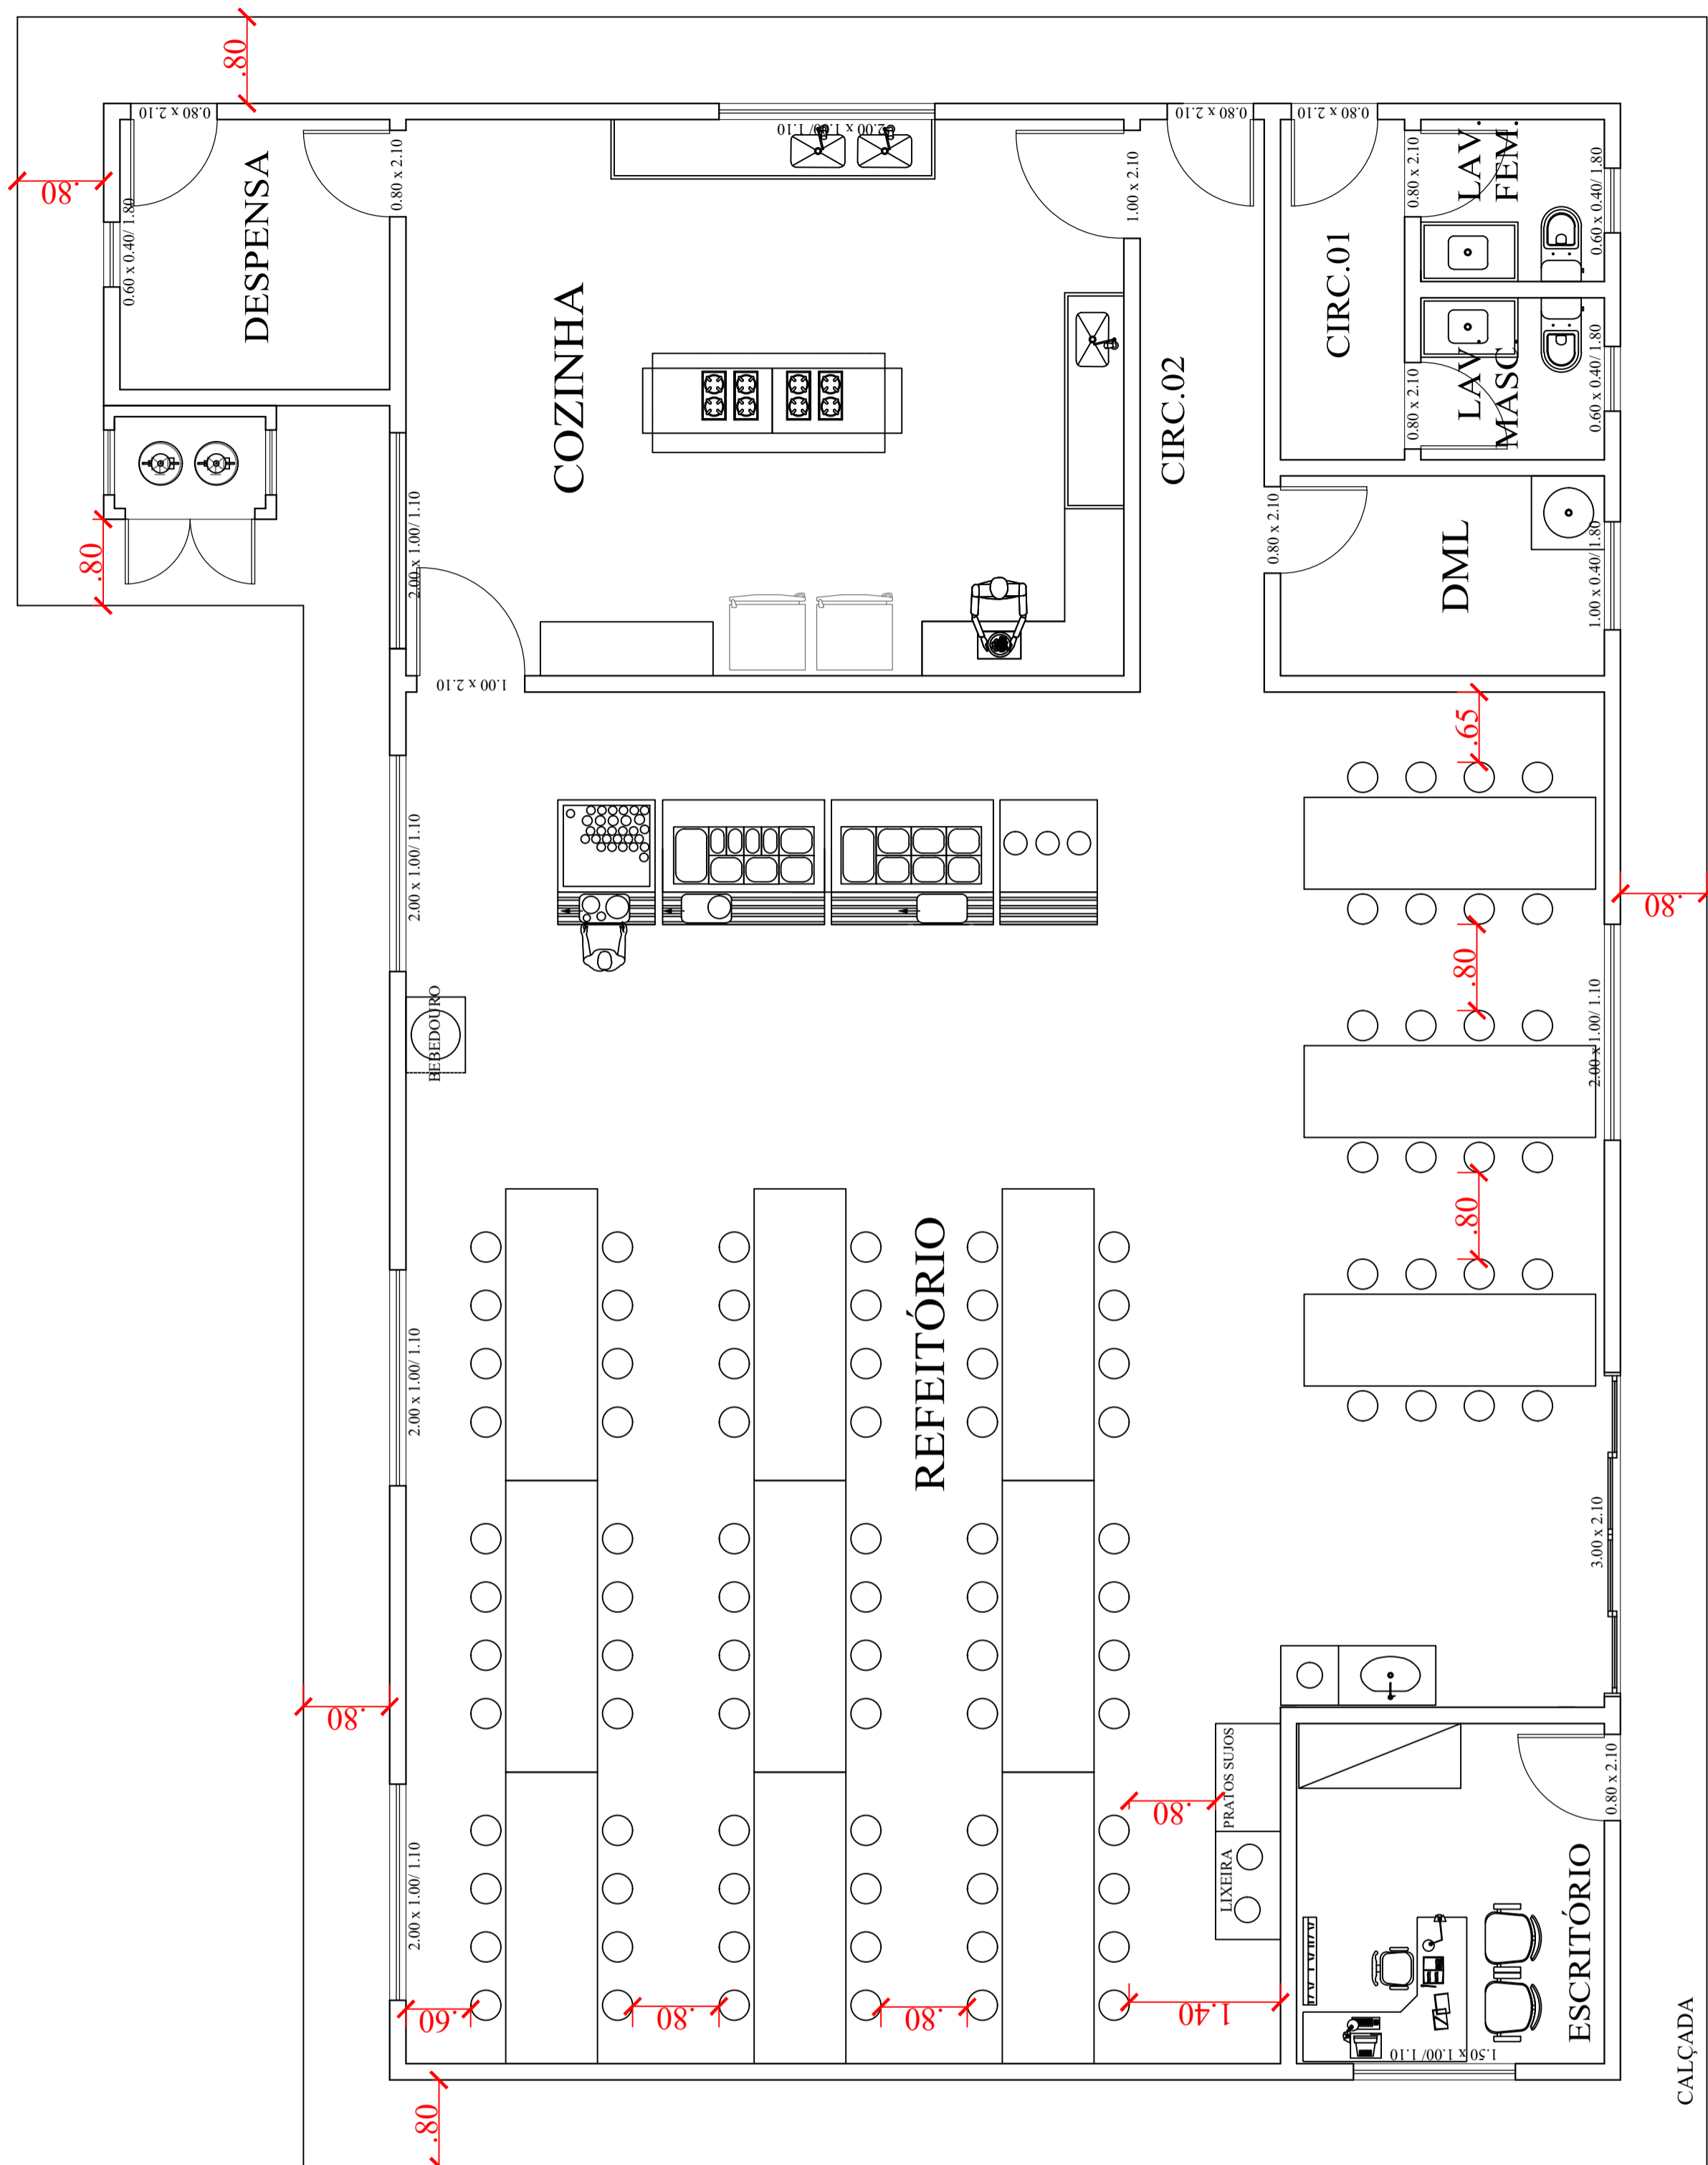 .80
0.80 x 2.10
0.80 x 2.10
0.80 x 2.10
.80
0.60 x 0.40/ 1.80
DESPENSA
0.80 x 2.10
2.00 x 1.00/ 1.10
1.00 x 2.10
0.80 x 2.10
LAV.
FEM.
0.60 x 0.40/ 1.80
COZINHA
CIRC.01
CIRC.02
0.80 x 2.10
LAV.
MASC.
0.60 x 0.40/ 1.80
.80
2.00 x 1.00/ 1.10
0.80 x 2.10
DML
1.00 x 0.40/ 1.80
1.00 x 2.10
.65
2.00 x 1.00/ 1.10
.80
.80
BEBEDOURO
2.00 x 1.00/ 1.10
.80
REFEITÓRIO
2.00 x 1.00/ 1.10
3.00 x 2.10
.80
PRATOS SUJOS
.80
0.80 x 2.10
LIXEIRA
2.00 x 1.00/ 1.10
ESCRITÓRIO
.60
.80
.80
1.40
1.50 x 1.00/ 1.10
CALÇADA
.80